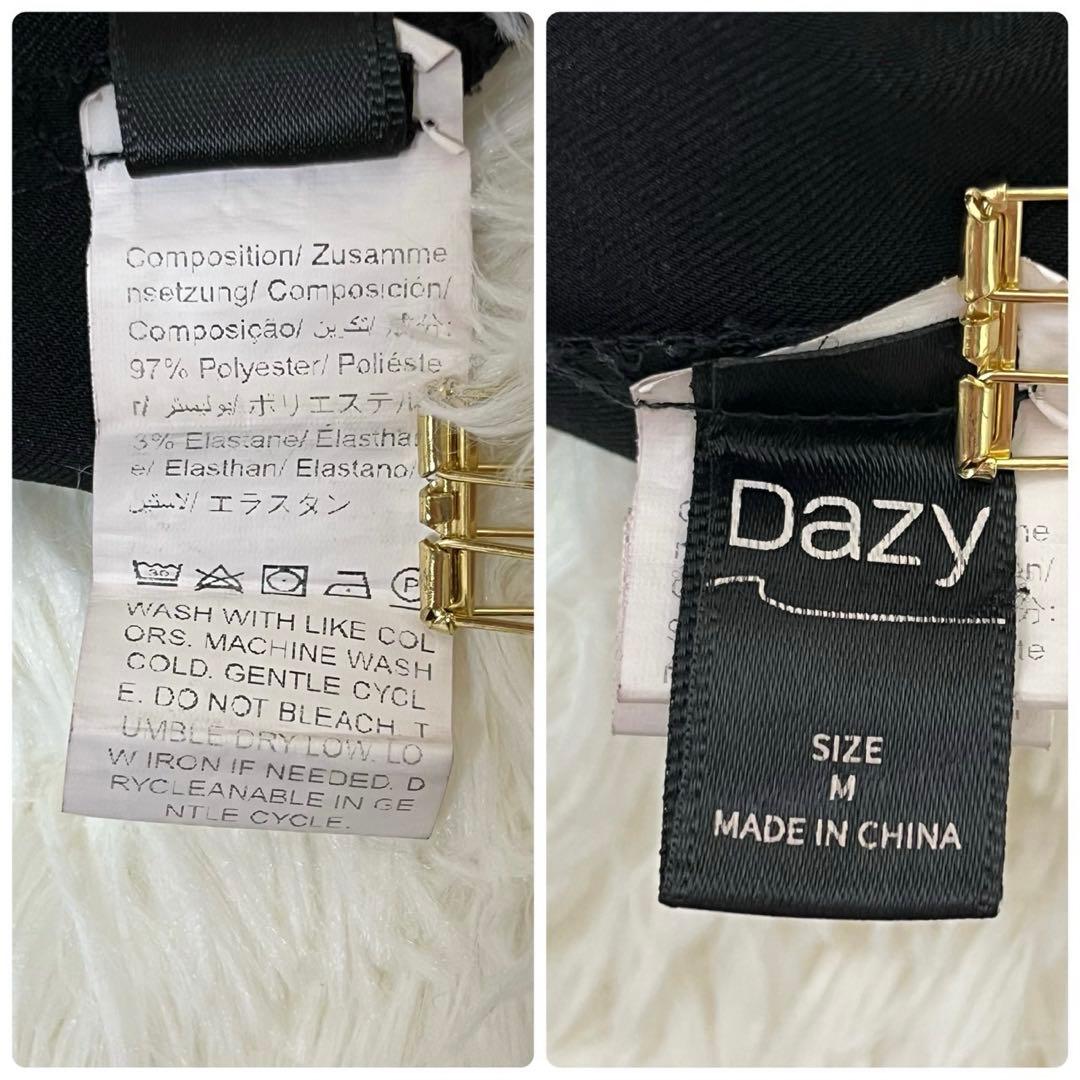 Composition/ Zusamme
nsetzung/ Composición/
Composição/ تكوين/ 成分:
97% Polyester/ Poliéste
r/ بوليستر/ ポリエステル
3% Elastane/ Élasthan
e/ Elasthan/ Elastano/
لاستين/ エラスタン
30
P
WASH WITH LIKE COL
ORS. MACHINE WASH
COLD. GENTLE CYCL
E. DO NOT BLEACH. T
UMBLE DRY LOW. LO
W IRON IF NEEDED. D
RYCLEANABLE IN GE
NTLE CYCLE.
Dazy
SIZE
M
MADE IN CHINA